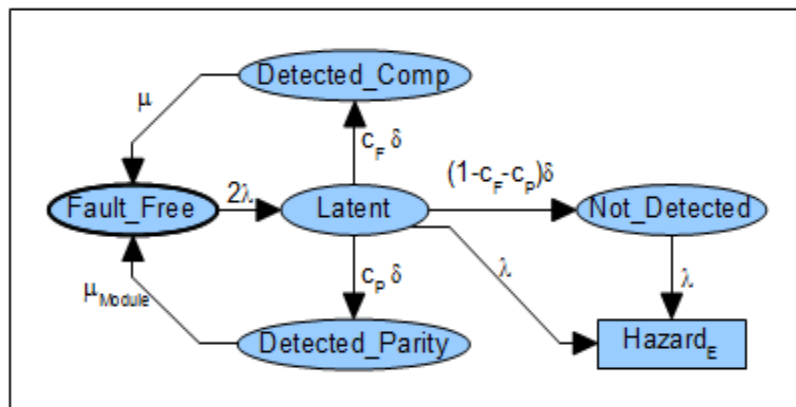 Detected_Comp
μ
c_F δ
(1-c_F-c_P)δ
Fault_Free
2λ
Latent
Not_Detected
c_P δ
λ
λ
μ_Module
Detected_Parity
Hazard_E